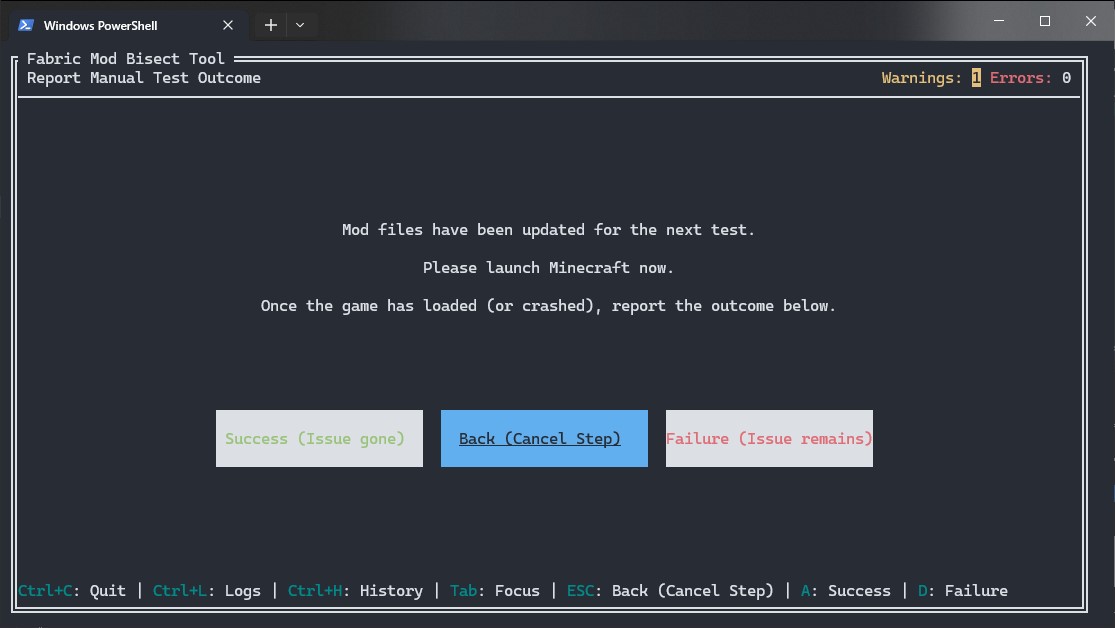 Windows PowerShell
Fabric Mod Bisect Tool
Report Manual Test Outcome Warnings: 1 Errors: 0
Mod files have been updated for the next test.
Please launch Minecraft now.
Once the game has loaded (or crashed), report the outcome below.
Success (Issue gone) Back (Cancel Step) Failure (Issue remains)
Ctrl+C: Quit | Ctrl+L: Logs | Ctrl+H: History | Tab: Focus | ESC: Back (Cancel Step) | A: Success | D: Failure